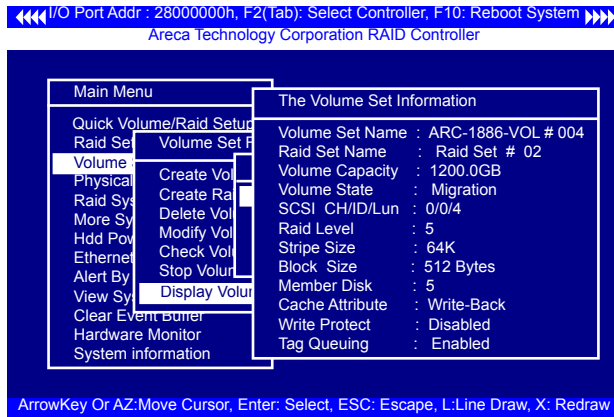 I/O Port Addr : 28000000h, F2(Tab): Select Controller, F10: Reboot System
Areca Technology Corporation RAID Controller
Main Menu
Quick Volume/Raid Setup
Raid Set
Volume
Physical
Raid Sys
More Sy
Hdd Pow
Ethernet
Alert By
View Sy
Clear Event Buffer
Hardware Monitor
System information
Volume Set F
Create Vol
Create Ra
Delete Vol
Modify Vol
Check Volu
Stop Volum
Display Volum
The Volume Set Information
Volume Set Name : ARC-1886-VOL # 004
Raid Set Name : Raid Set # 02
Volume Capacity : 1200.0GB
Volume State : Migration
SCSI CH/ID/Lun : 0/0/4
Raid Level : 5
Stripe Size : 64K
Block Size : 512 Bytes
Member Disk : 5
Cache Attribute : Write-Back
Write Protect : Disabled
Tag Queuing : Enabled
ArrowKey Or AZ:Move Cursor, Enter: Select, ESC: Escape, L:Line Draw, X: Redraw